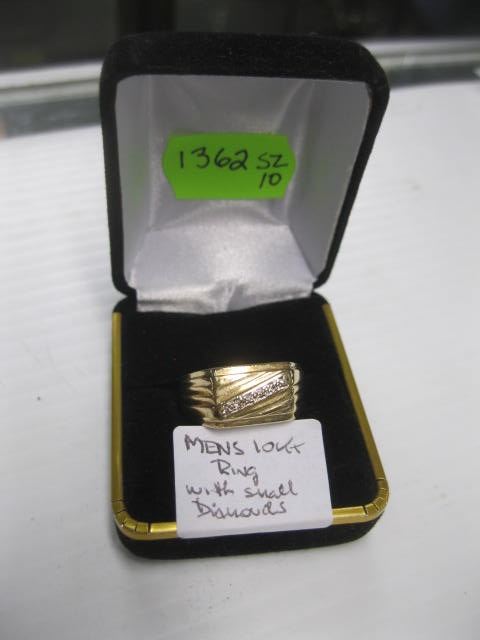 1362 SZ
10
MENS 10Kt
Ring
with small
Diamonds